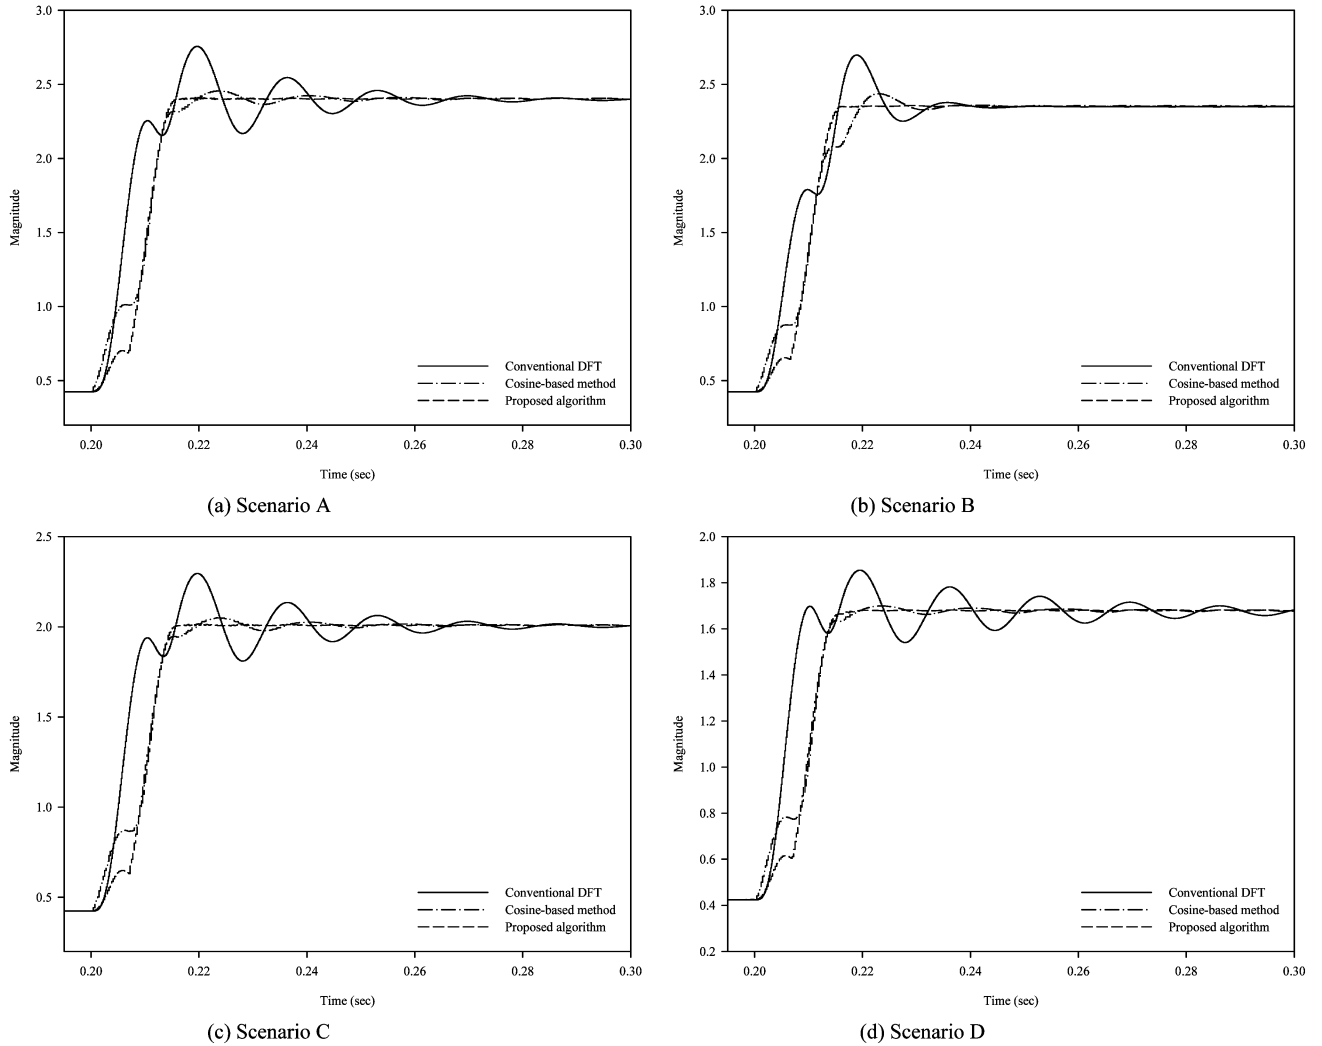 3.0
2.5
2.0
1.5
1.0
0.5
Magnitude
0.20
0.22
0.24
0.26
0.28
0.30
Time (sec)
Conventional DFT
Cosine-based method
Proposed algorithm
(a) Scenario A
3.0
2.5
2.0
1.5
1.0
0.5
Magnitude
0.20
0.22
0.24
0.26
0.28
0.30
Time (sec)
Conventional DFT
Cosine-based method
Proposed algorithm
(b) Scenario B
2.5
2.0
1.5
1.0
0.5
Magnitude
0.20
0.22
0.24
0.26
0.28
0.30
Time (sec)
Conventional DFT
Cosine-based method
Proposed algorithm
(c) Scenario C
2.0
1.8
1.6
1.4
1.2
1.0
0.8
0.6
0.4
0.2
Magnitude
0.20
0.22
0.24
0.26
0.28
0.30
Time (sec)
Conventional DFT
Cosine-based method
Proposed algorithm
(d) Scenario D